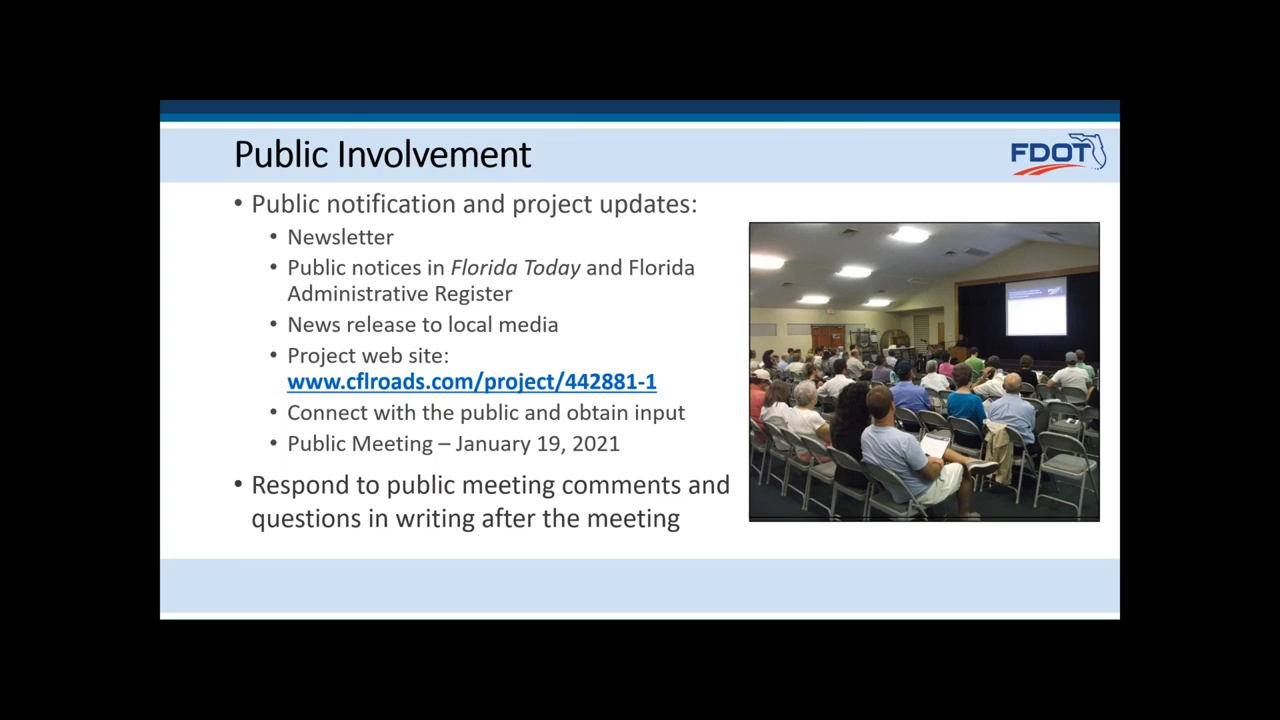 Public Involvement
FDOT
• Public notification and project updates:
• Newsletter
• Public notices in Florida Today and Florida
Administrative Register
• News release to local media
• Project web site:
www.cflroads.com/project/442881-1
• Connect with the public and obtain input
• Public Meeting – January 19, 2021
• Respond to public meeting comments and
questions in writing after the meeting